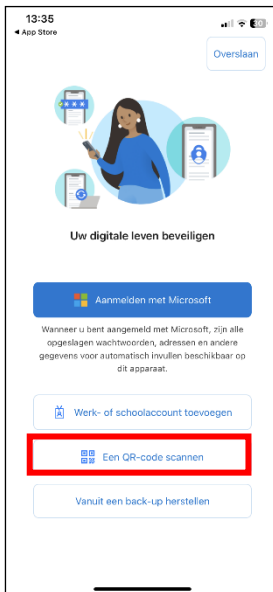 13:35
30
◀ App Store
Overslaan
Uw digitale leven beveiligen
Aanmelden met Microsoft
Wanneer u bent aangemeld met Microsoft, zijn alle
opgeslagen wachtwoorden, adressen en andere
gegevens voor automatisch invullen beschikbaar op
dit apparaat.
Werk- of schoolaccount toevoegen
Een QR-code scannen
Vanuit een back-up herstellen